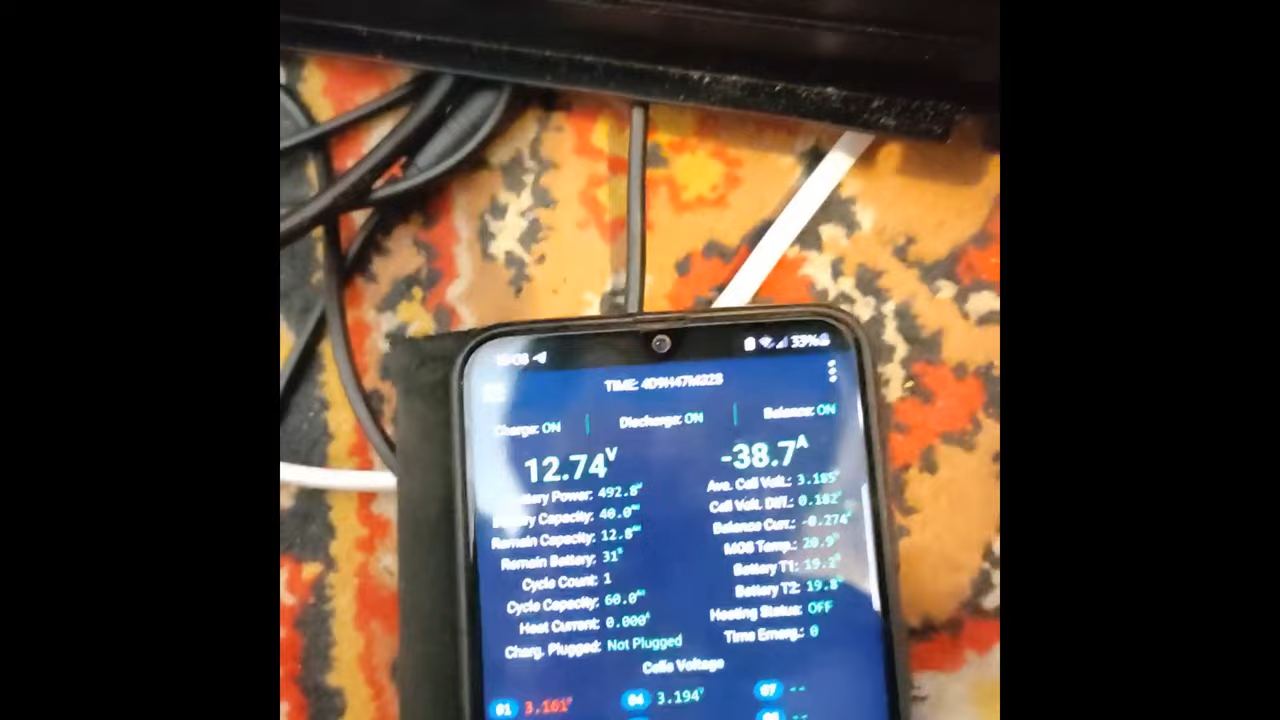 33%
TIME: 4D9H47M32S
Charge: ON
Discharge: ON
Balance: ON
12.74V
-38.7A
Battery Power: 492.8W
Ave. Cell Volt.: 3.185V
Battery Capacity: 40.0AH
Cell Volt. Diff.: 0.182V
Remain Capacity: 12.8AH
Balance Curr.: -0.274A
Remain Battery: 31%
MOS Temp.: 20.9
Cycle Count: 1
Battery T1: 19.2
Cycle Capacity: 60.0AH
Battery T2: 19.8
Heat Current: 0.000A
Heating Status: OFF
Charg. Plugged: Not Plugged
Time Emerg.: 0
Cells Voltage
01 3.161V
04 3.194V
07 --